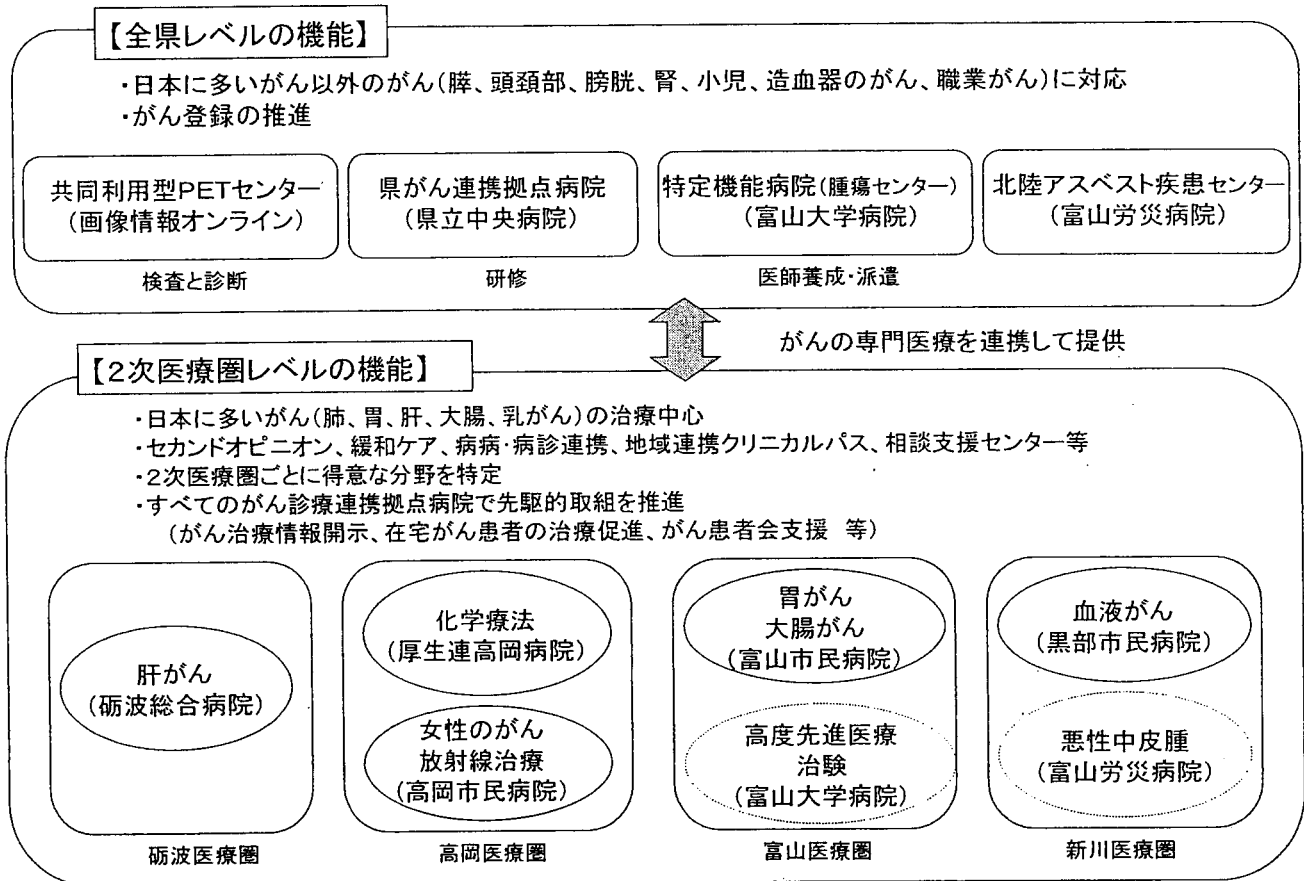 【全県レベルの機能】
・日本に多いがん以外のがん(膵、頭頚部、膀胱、腎、小児、造血器のがん、職業がん)に対応
・がん登録の推進
共同利用型PETセンター
(画像情報オンライン)
検査と診断
県がん連携拠点病院
(県立中央病院)
研修
特定機能病院(腫瘍センター)
(富山大学病院)
医師養成・派遣
北陸アスベスト疾患センター
(富山労災病院)
がんの専門医療を連携して提供
【2次医療圏レベルの機能】
・日本に多いがん(肺、胃、肝、大腸、乳がん)の治療中心
・セカンドオピニオン、緩和ケア、病病・病診連携、地域連携クリニカルパス、相談支援センター等
・2次医療圏ごとに得意な分野を特定
・すべてのがん診療連携拠点病院で先駆的取組を推進
(がん治療情報開示、在宅がん患者の治療促進、がん患者会支援 等)
肝がん
(砺波総合病院)
砺波医療圏
化学療法
(厚生連高岡病院)
女性のがん
放射線治療
(高岡市民病院)
高岡医療圏
胃がん
大腸がん
(富山市民病院)
高度先進医療
治験
(富山大学病院)
富山医療圏
血液がん
(黒部市民病院)
悪性中皮腫
(富山労災病院)
新川医療圏